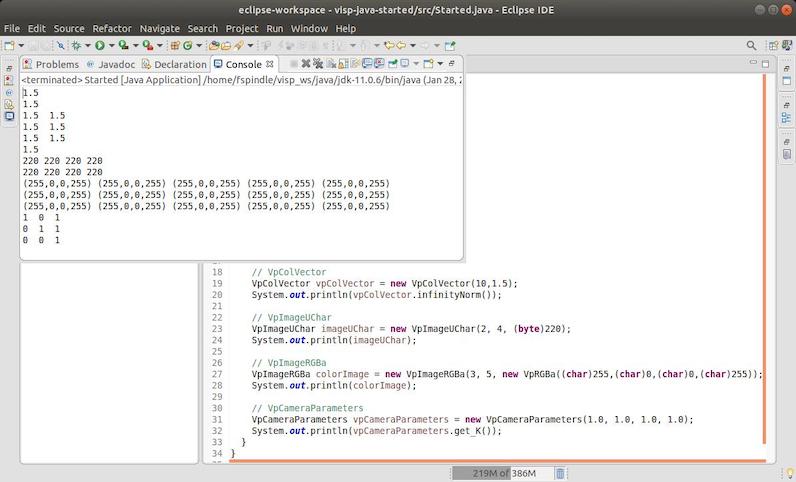 eclipse-workspace - visp-java-started/src/Started.java - Eclipse IDE
File Edit Source Refactor Navigate Search Project Run Window Help
Problems Javadoc Declaration Console
<terminated> Started [Java Application] /home/fspindle/visp_ws/java/jdk-11.0.6/bin/java (Jan 28, 2
1.5
1.5
1.5 1.5
1.5 1.5
1.5 1.5
1.5
220 220 220 220
220 220 220 220
(255,0,0,255) (255,0,0,255) (255,0,0,255) (255,0,0,255) (255,0,0,255)
(255,0,0,255) (255,0,0,255) (255,0,0,255) (255,0,0,255) (255,0,0,255)
(255,0,0,255) (255,0,0,255) (255,0,0,255) (255,0,0,255) (255,0,0,255)
1 0 1
0 1 1
0 0 1
18 // VpColVector
19 VpColVector vpColVector = new VpColVector(10,1.5);
20 System.out.println(vpColVector.infinityNorm());
21
22 // VpImageUChar
23 VpImageUChar imageUChar = new VpImageUChar(2, 4, (byte)220);
24 System.out.println(imageUChar);
25
26 // VpImageRGBa
27 VpImageRGBa colorImage = new VpImageRGBa(3, 5, new VpRGBa((char)255,(char)0,(char)0,(char)255));
28 System.out.println(colorImage);
29
30 // VpCameraParameters
31 VpCameraParameters vpCameraParameters = new VpCameraParameters(1.0, 1.0, 1.0, 1.0);
32 System.out.println(vpCameraParameters.get_K());
33 }
34 }
219M of 386M